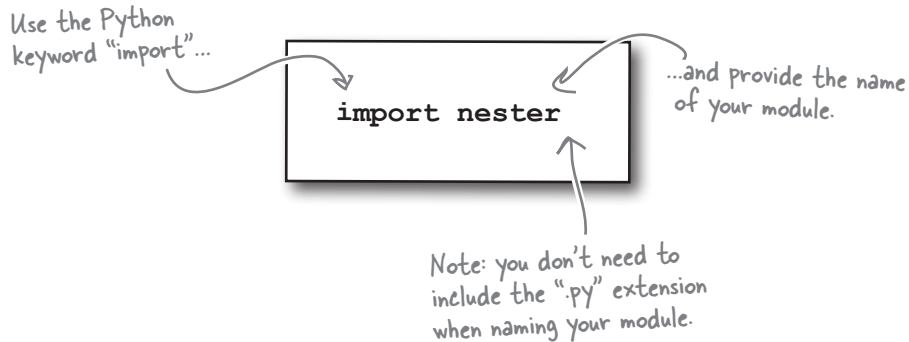 Use the Python
keyword “import”...
import nester
...and provide the name
of your module.
Note: you don’t need to
include the “.py” extension
when naming your module.